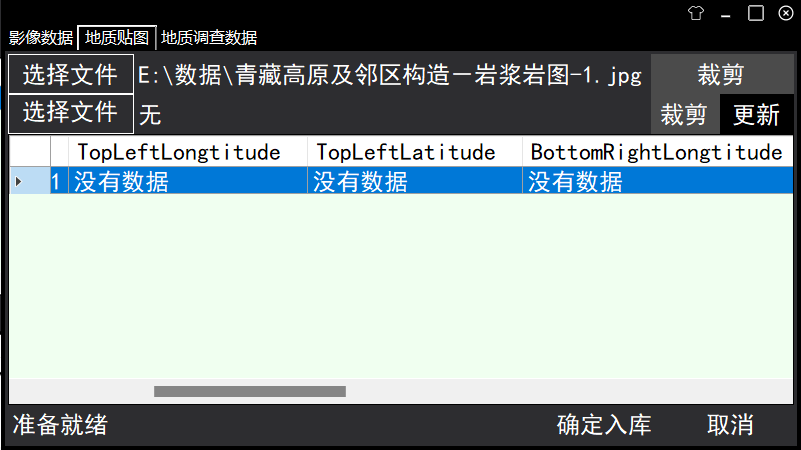 影像数据 地质贴图 地质调查数据
选择文件 E:\数据\青藏高原及邻区构造－岩浆岩图-1.jpg 裁剪
选择文件 无 裁剪 更新
TopLeftLongtitude TopLeftLatitude BottomRightLongtitude
1 没有数据 没有数据 没有数据
准备就绪 确定入库 取消